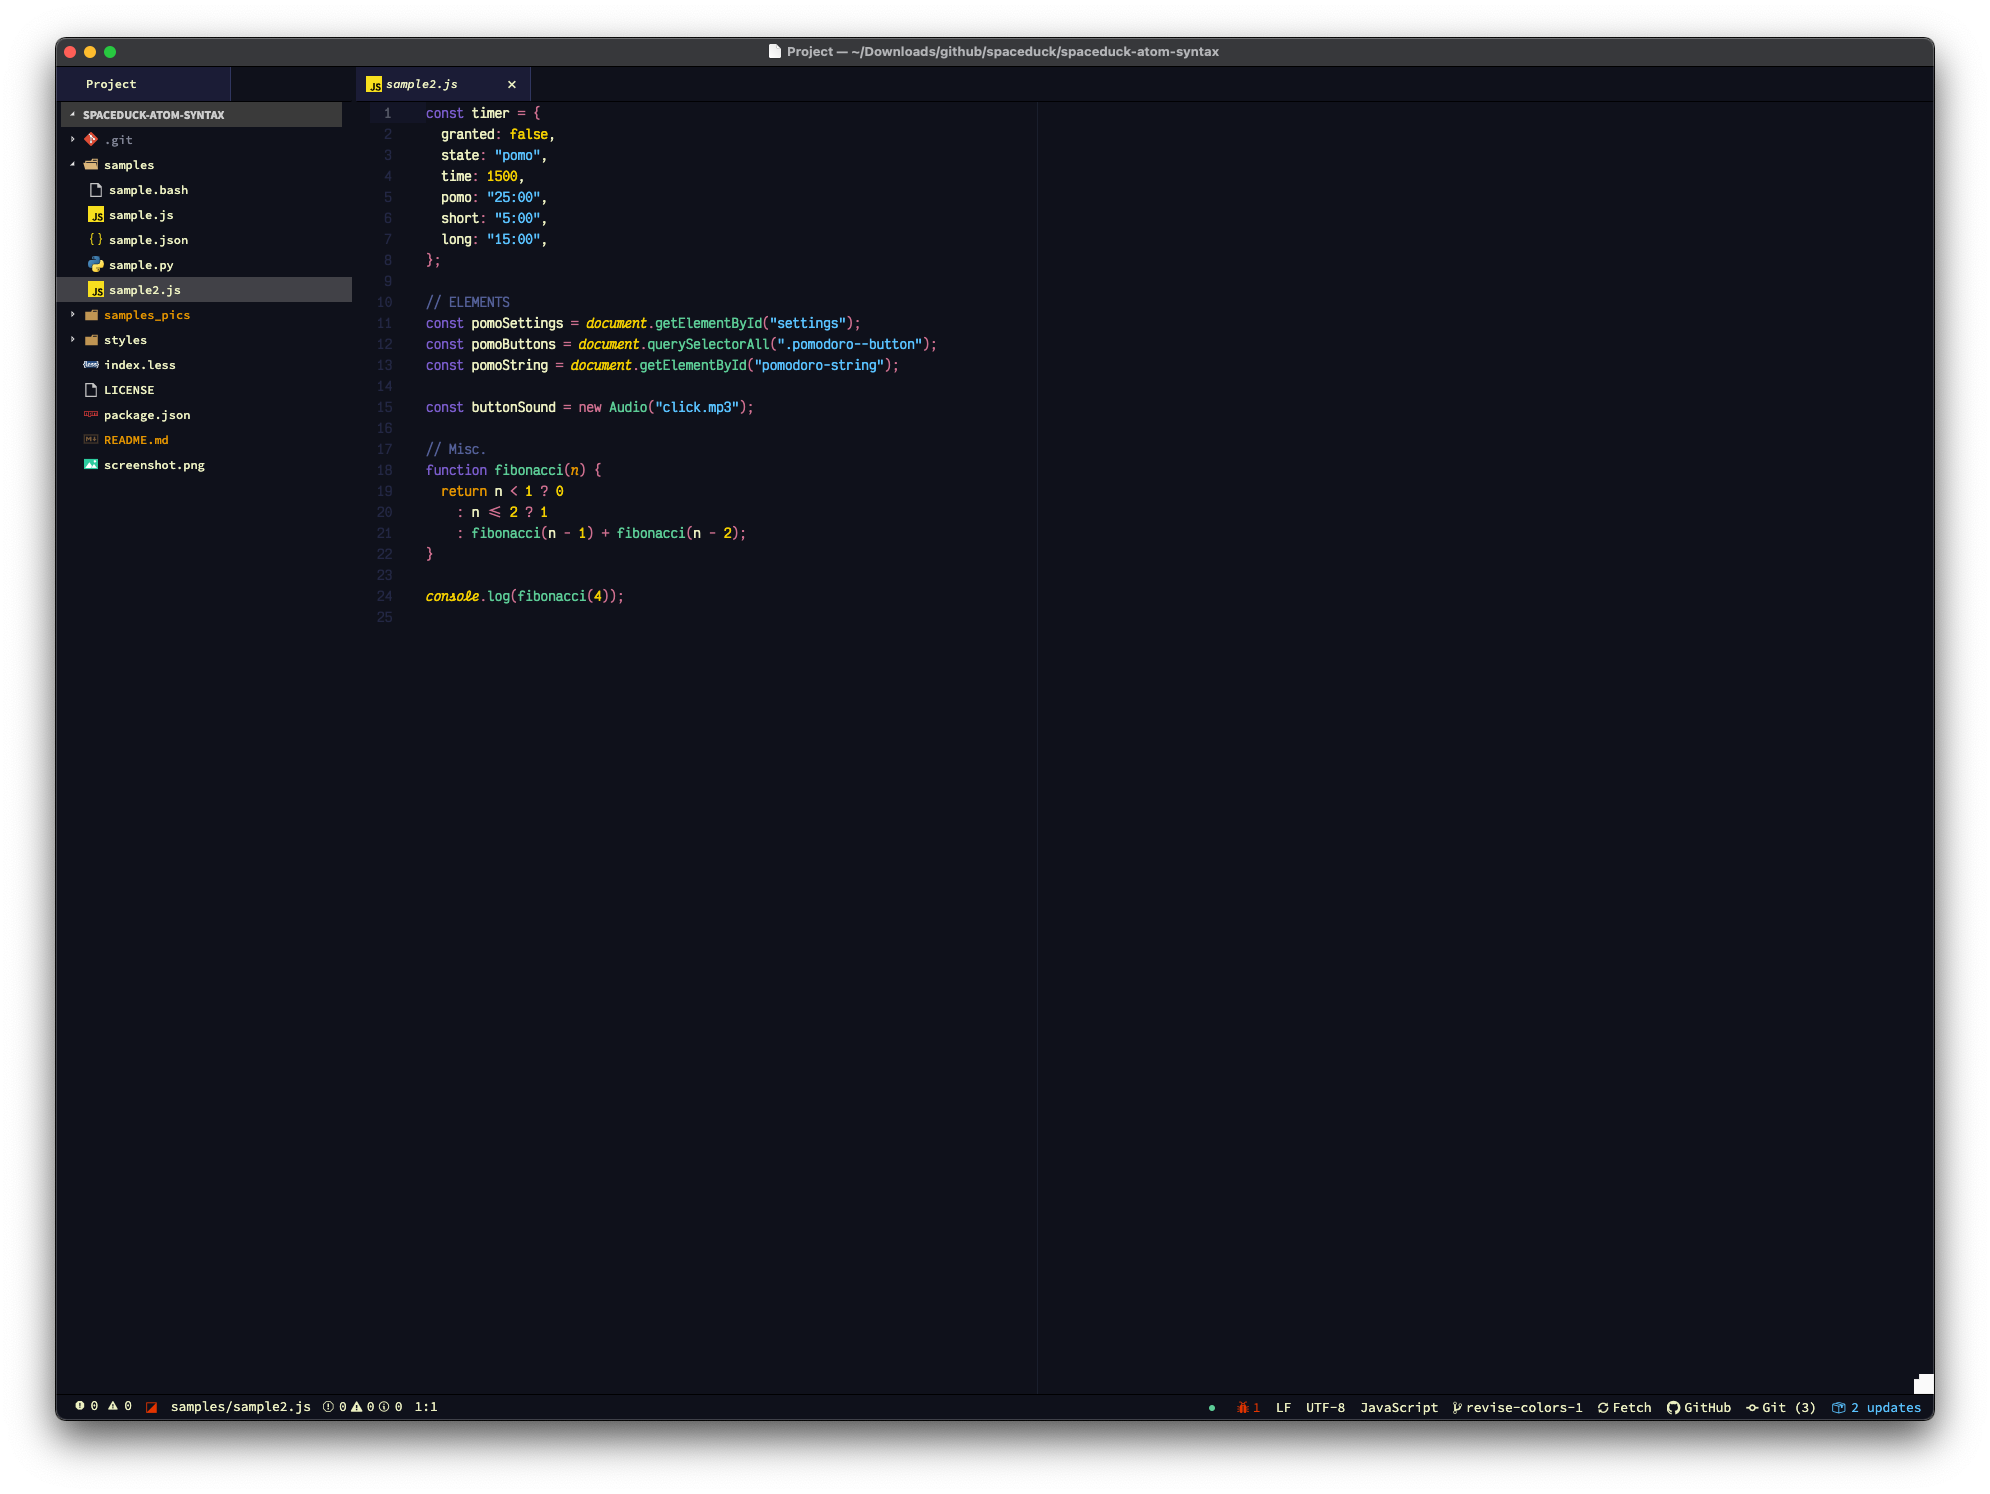 Project — ~/Downloads/github/spaceduck/spaceduck-atom-syntax
Project
sample2.js
SPACEDUCK-ATOM-SYNTAX
.git
samples
sample.bash
JS sample.js
{} sample.json
sample.py
JS sample2.js
samples_pics
styles
{less} index.less
LICENSE
package.json
README.md
screenshot.png
1 const timer = {
2 granted: false,
3 state: "pomo",
4 time: 1500,
5 pomo: "25:00",
6 short: "5:00",
7 long: "15:00",
8 };
9
10 // ELEMENTS
11 const pomoSettings = document.getElementById("settings");
12 const pomoButtons = document.querySelectorAll(".pomodoro--button");
13 const pomoString = document.getElementById("pomodoro-string");
14
15 const buttonSound = new Audio("click.mp3");
16
17 // Misc.
18 function fibonacci(n) {
19 return n < 1 ? 0
20 : n <= 2 ? 1
21 : fibonacci(n - 1) + fibonacci(n - 2);
22 }
23
24 console.log(fibonacci(4));
25
0 0 samples/sample2.js 0 0 0 1:1 1 LF UTF-8 JavaScript revise-colors-1 Fetch GitHub Git (3) 2 updates